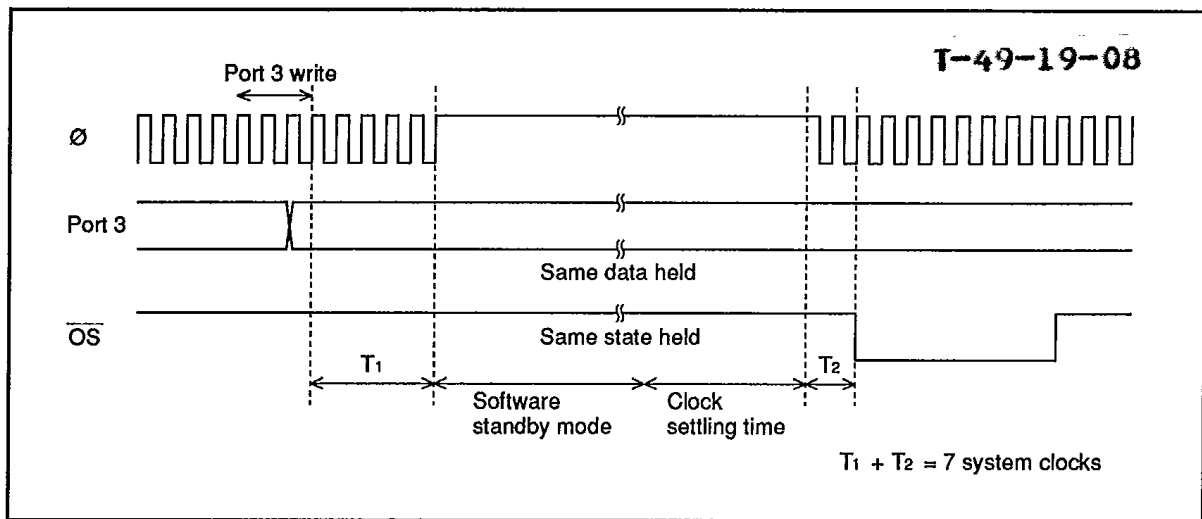 T-49-19-08
Port 3 write
Ø
Port 3
Same data held
OS
Same state held
T1
T2
Software
standby mode
Clock
settling time
T1 + T2 = 7 system clocks